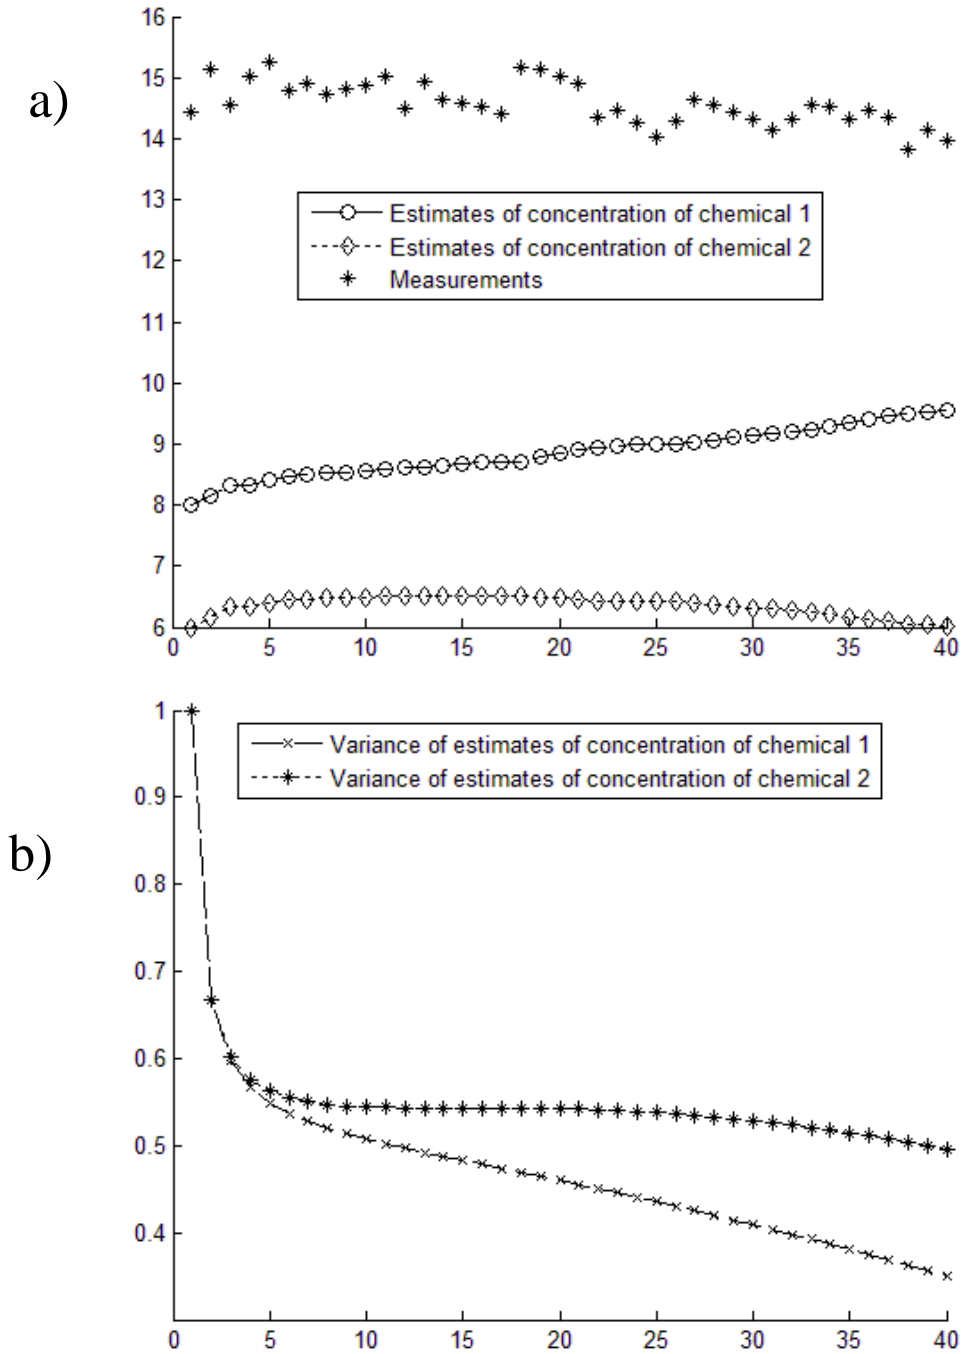 a)
16
15
14
13
12
11
10
9
8
7
6
Estimates of concentration of chemical 1
Estimates of concentration of chemical 2
Measurements
0 5 10 15 20 25 30 35 40
b)
1
0.9
0.8
0.7
0.6
0.5
0.4
Variance of estimates of concentration of chemical 1
Variance of estimates of concentration of chemical 2
0 5 10 15 20 25 30 35 40